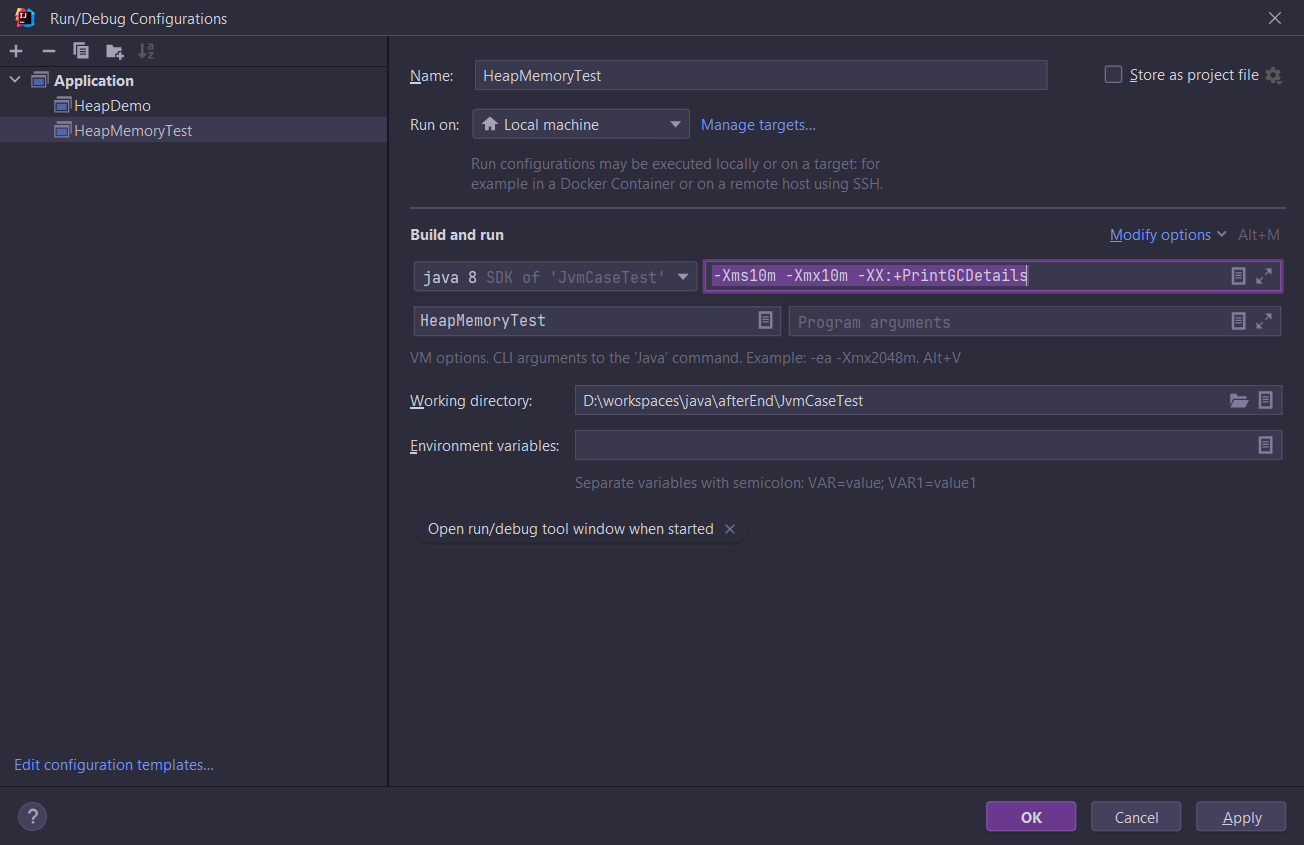 Run/Debug Configurations
Application
HeapDemo
HeapMemoryTest
Edit configuration templates...
Name: HeapMemoryTest Store as project file
Run on: Local machine Manage targets...
Run configurations may be executed locally or on a target: for
example in a Docker Container or on a remote host using SSH.
Build and run Modify options Alt+M
java 8 SDK of 'JvmCaseTest' -Xms10m -Xmx10m -XX:+PrintGCDetails
HeapMemoryTest Program arguments
VM options. CLI arguments to the 'Java' command. Example: -ea -Xmx2048m. Alt+V
Working directory: D:\workspaces\java\afterEnd\JvmCaseTest
Environment variables:
Separate variables with semicolon: VAR=value; VAR1=value1
Open run/debug tool window when started
? OK Cancel Apply